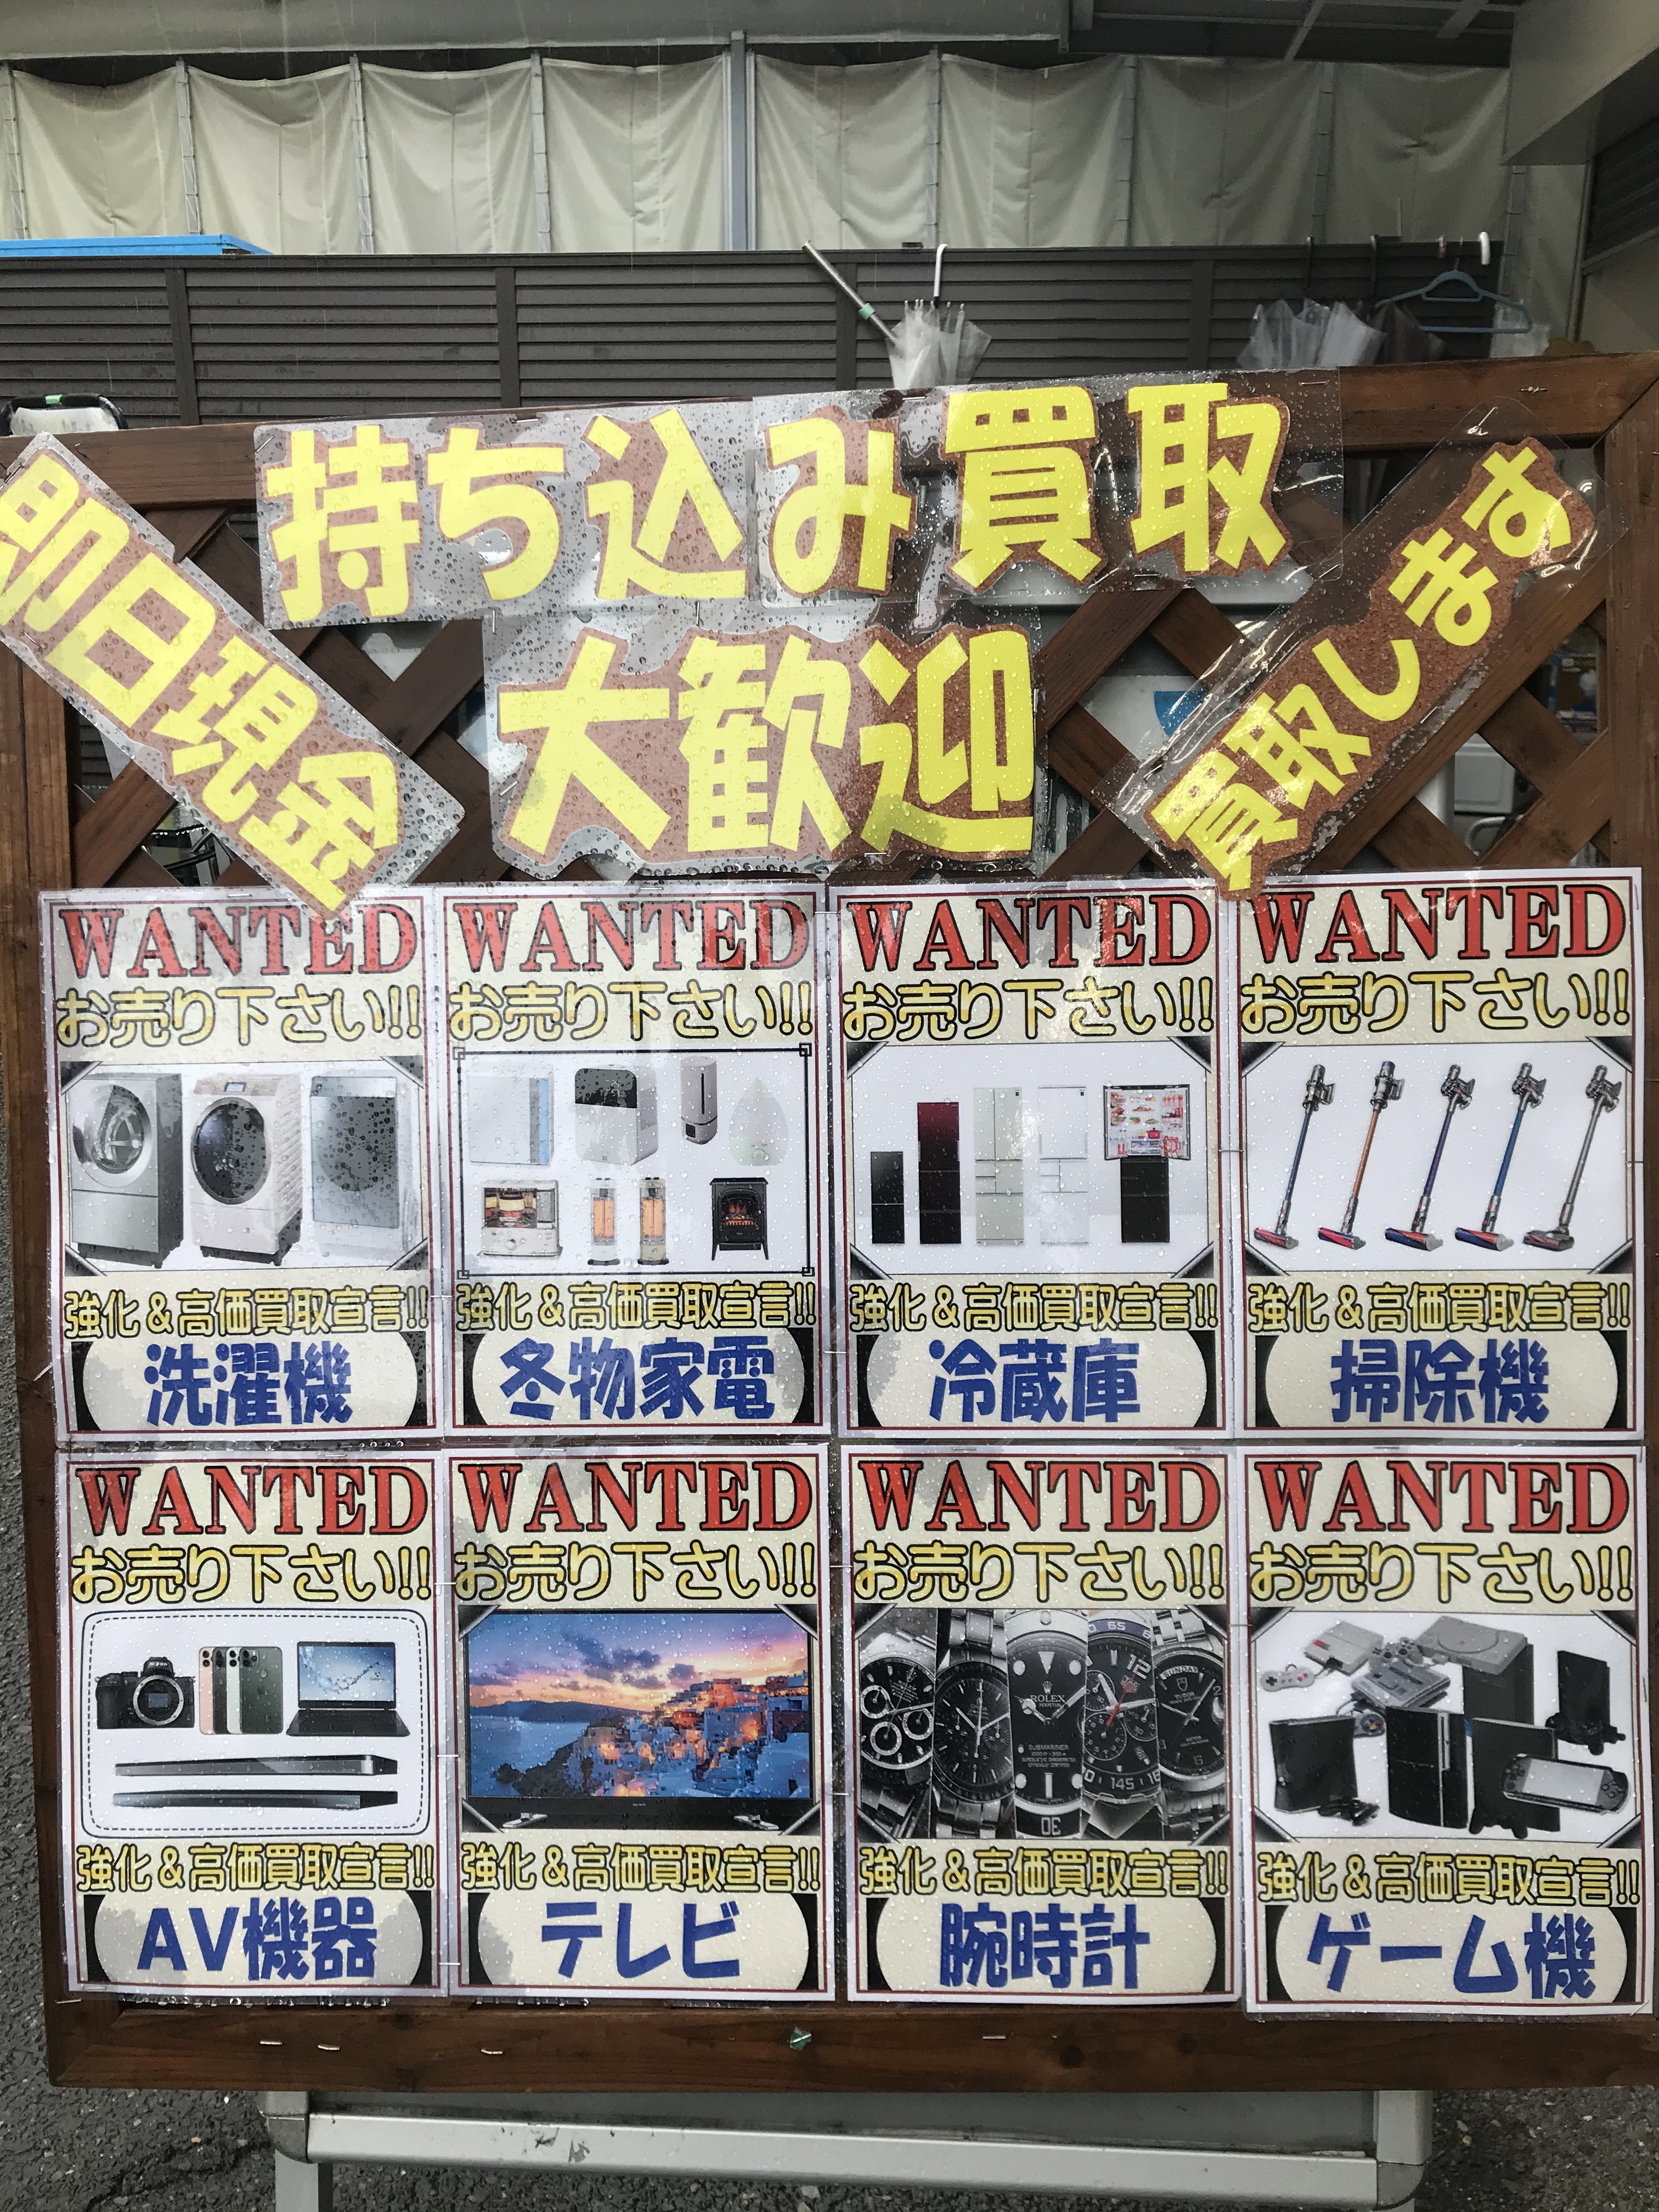 持ち込み買取
大歓迎
即日現金
買取します
WANTED
お売り下さい!!
強化&高価買取宣言!!
洗濯機
WANTED
お売り下さい!!
強化&高価買取宣言!!
冬物家電
WANTED
お売り下さい!!
強化&高価買取宣言!!
冷蔵庫
WANTED
お売り下さい!!
強化&高価買取宣言!!
掃除機
WANTED
お売り下さい!!
強化&高価買取宣言!!
AV機器
WANTED
お売り下さい!!
強化&高価買取宣言!!
テレビ
WANTED
お売り下さい!!
ROLEX
SUBMARINER
SUNDAY
65
12
145
強化&高価買取宣言!!
腕時計
WANTED
お売り下さい!!
強化&高価買取宣言!!
ゲーム機